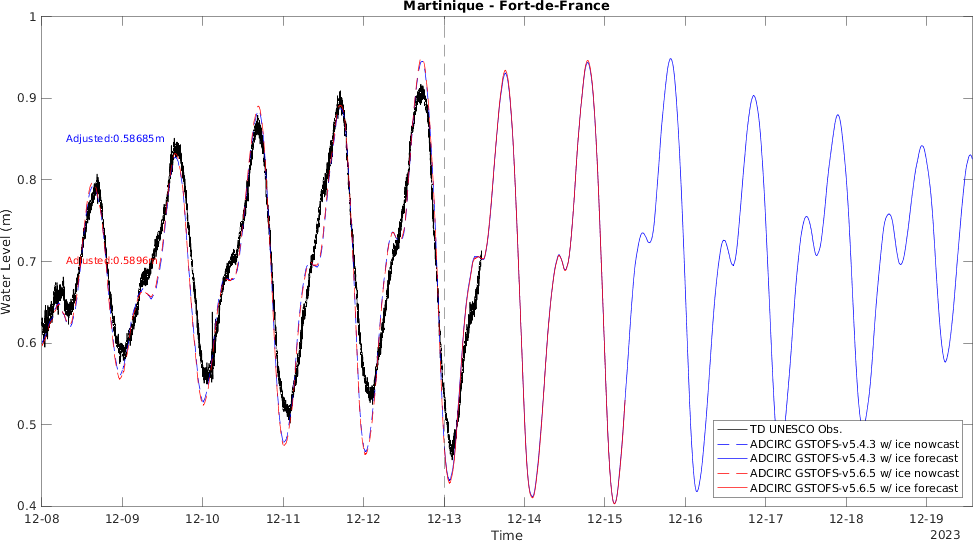 Martinique - Fort-de-France
1
0.9
0.8
0.7
0.6
0.5
0.4
Water Level (m)
Adjusted:0.58685m
Adjusted:0.5896m
TD UNESCO Obs.
ADCIRC GSTOFS-v5.4.3 w/ ice nowcast
ADCIRC GSTOFS-v5.4.3 w/ ice forecast
ADCIRC GSTOFS-v5.6.5 w/ ice nowcast
ADCIRC GSTOFS-v5.6.5 w/ ice forecast
12-08 12-09 12-10 12-11 12-12 12-13 12-14 12-15 12-16 12-17 12-18 12-19
Time
2023